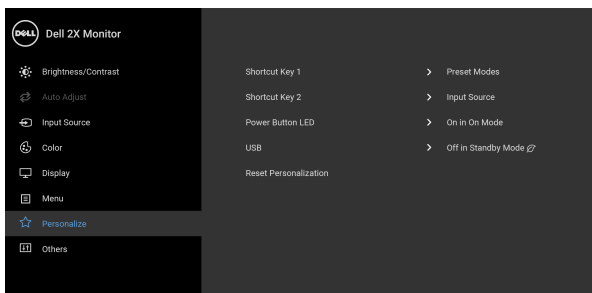 DELL Dell 2X Monitor
Brightness/Contrast
Auto Adjust
Input Source
Color
Display
Menu
Personalize
Others
Shortcut Key 1 > Preset Modes
Shortcut Key 2 > Input Source
Power Button LED > On in On Mode
USB > Off in Standby Mode
Reset Personalization